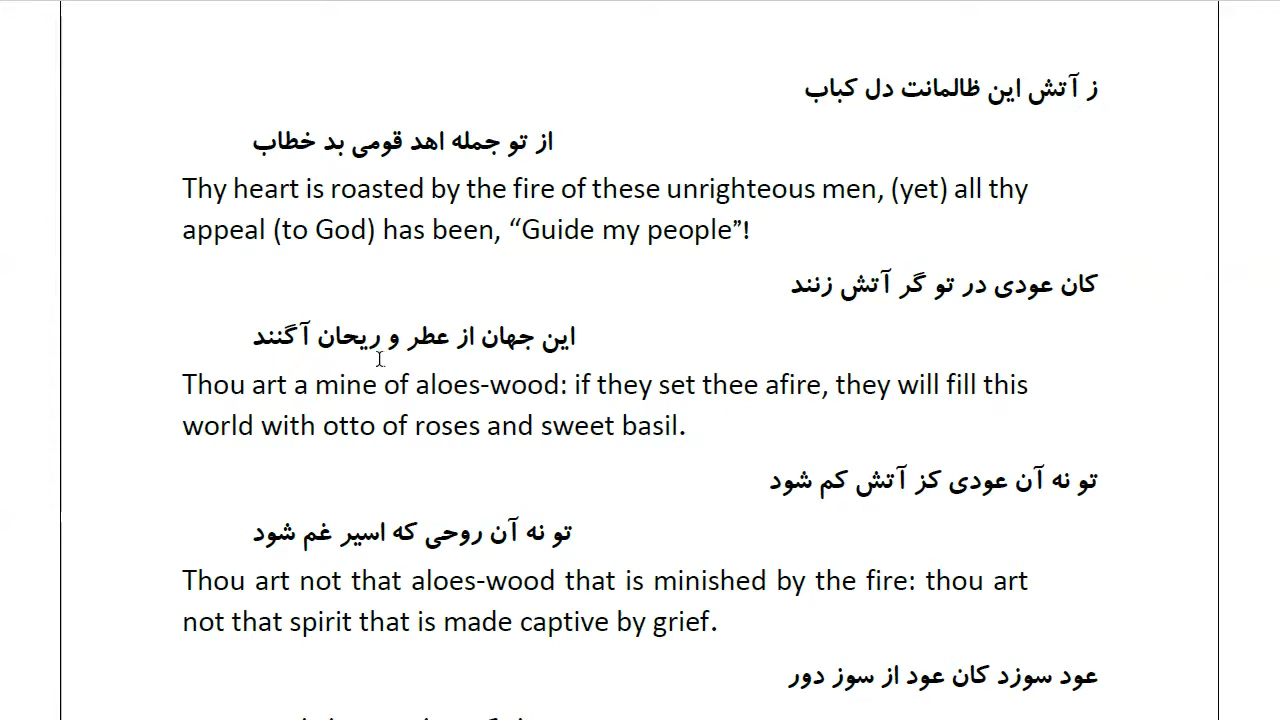 ز آتش این ظالمانت دل کباب
از تو جمله اهد قومی بد خطاب
Thy heart is roasted by the fire of these unrighteous men, (yet) all thy
appeal (to God) has been, “Guide my people”!
کان عودی در تو گر آتش زنند
این جهان از عطر و ریحان آگنند
Thou art a mine of aloes-wood: if they set thee afire, they will fill this
world with otto of roses and sweet basil.
تو نه آن عودی کز آتش کم شود
تو نه آن روحی که اسیر غم شود
Thou art not that aloes-wood that is minished by the fire: thou art
not that spirit that is made captive by grief.
عود سوزد کان عود از سوز دور